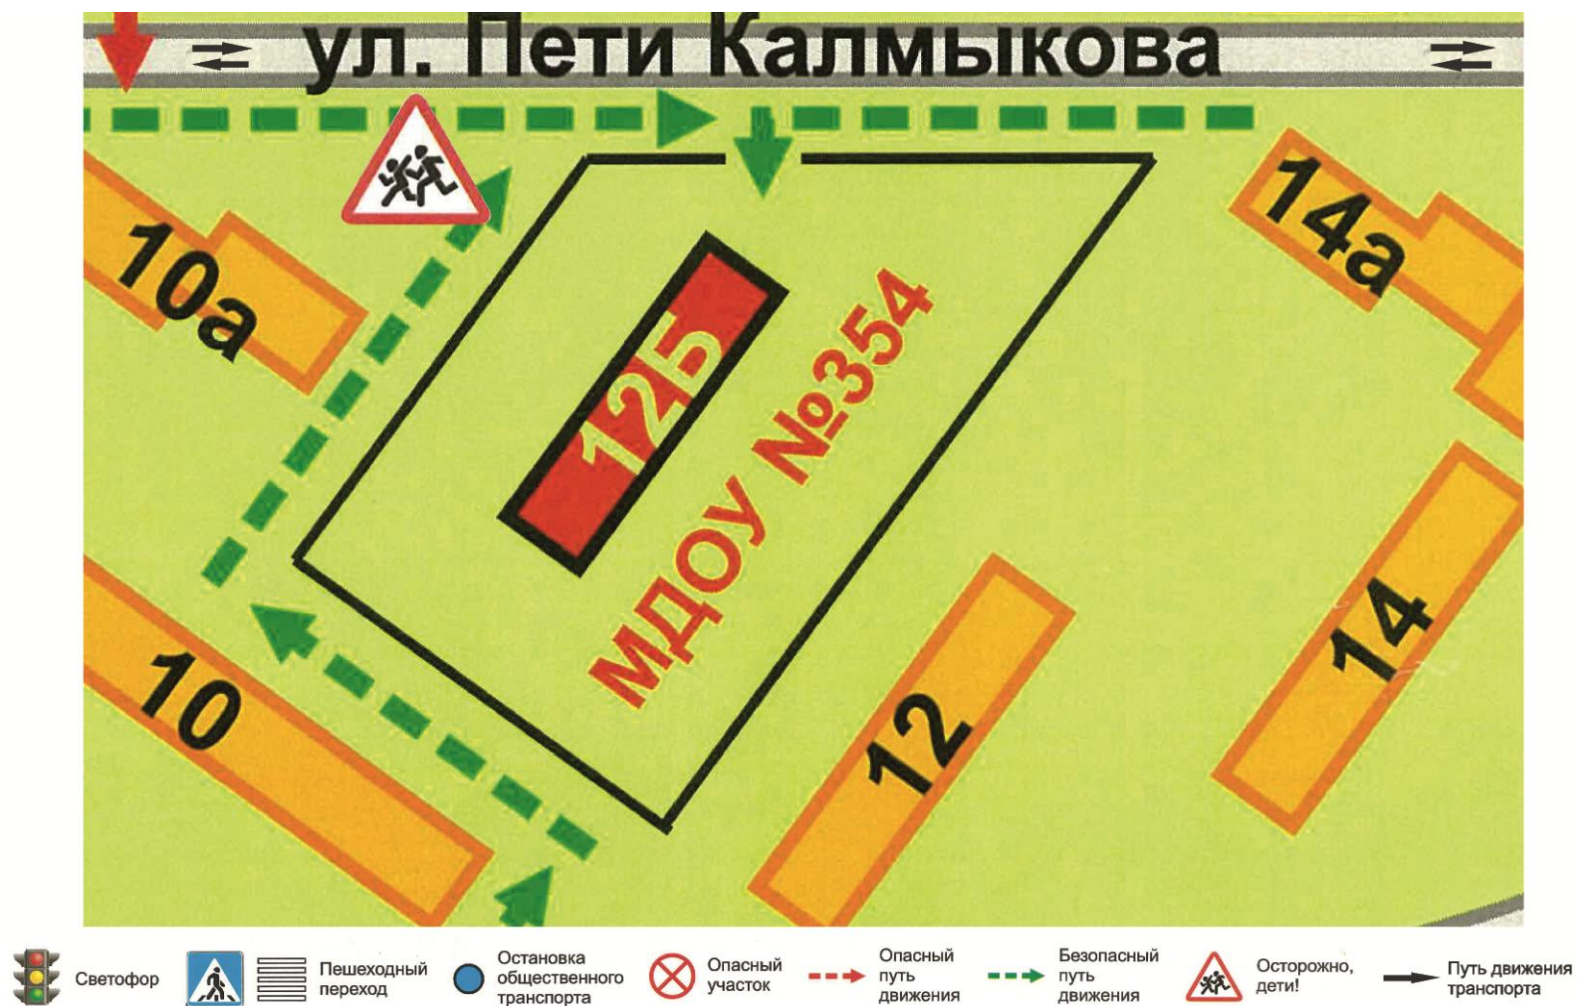 ул. Пети Калмыкова
10а
14а
125
МДОУ №354
10
12
14
Светофор
Пешеходный
переход
Остановка
общественного
транспорта
Опасный
участок
Опасный
путь
движения
Безопасный
путь
движения
Осторожно,
дети!
Путь движения
транспорта